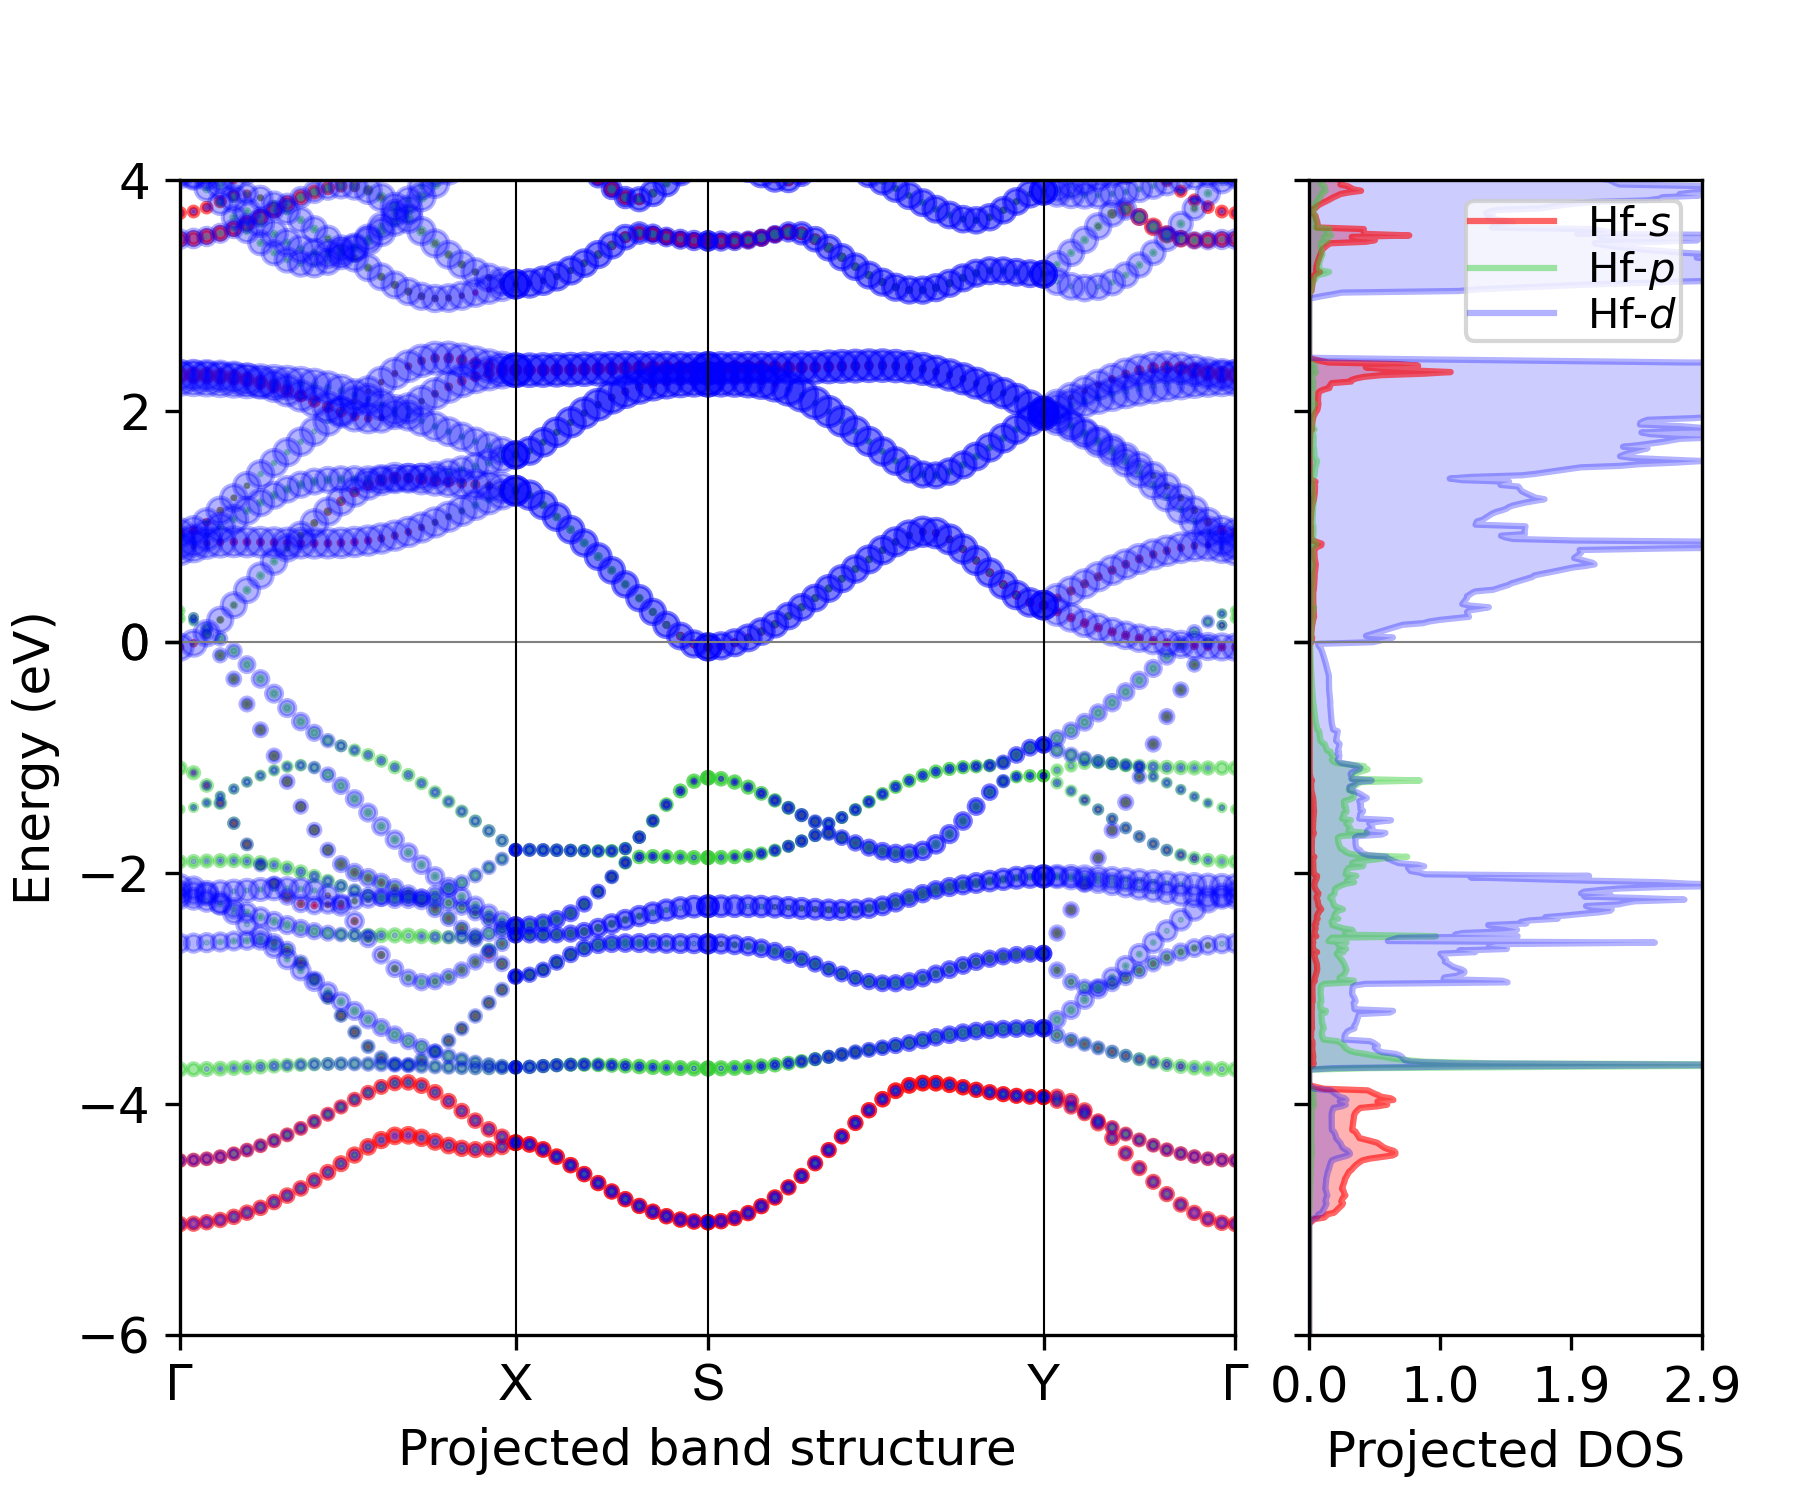 4
2
0
−2
−4
−6
Energy (eV)
Γ X S Y Γ
Projected band structure
Hf-s
Hf-p
Hf-d
0.0 1.0 1.9 2.9
Projected DOS